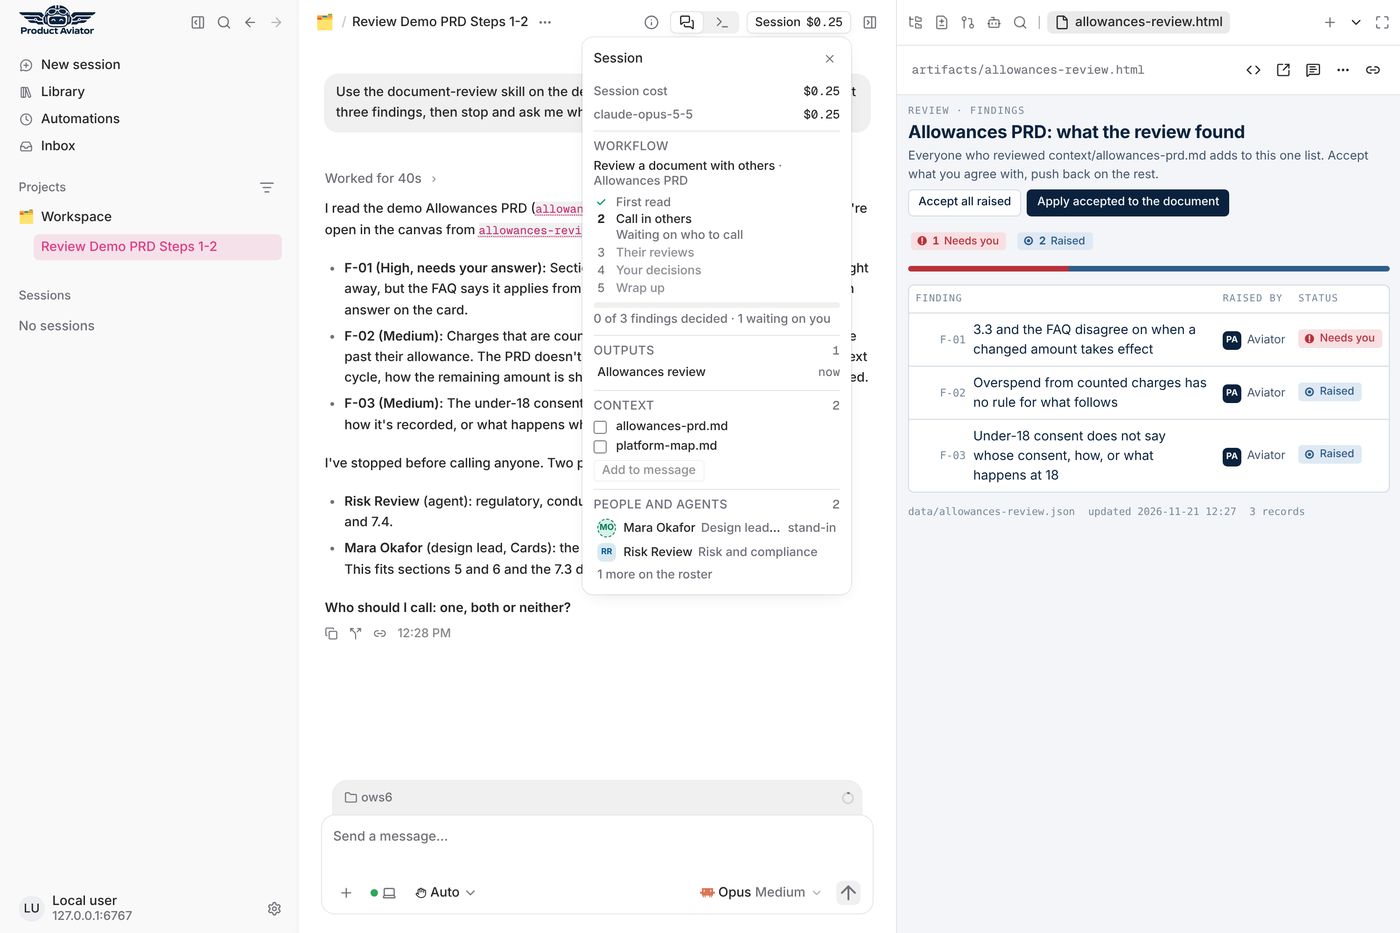 Product Aviator
New session
Library
Automations
Inbox
Projects
Workspace
Review Demo PRD Steps 1-2
Sessions
No sessions
LU
Local user
127.0.0.1:6767
/ Review Demo PRD Steps 1-2 ···
Session $0.25
Use the document-review skill on the de
three findings, then stop and ask me wh
Worked for 40s ›
I read the demo Allowances PRD (allowan
're
open in the canvas from allowances-revi
F-01 (High, needs your answer): Secti
ght
away, but the FAQ says it applies from
answer on the card.
F-02 (Medium): Charges that are coun
past their allowance. The PRD doesn't
ext
cycle, how the remaining amount is sh
ed.
F-03 (Medium): The under-18 consent
how it's recorded, or what happens wh
I've stopped before calling anyone. Two p
Risk Review (agent): regulatory, condu
and 7.4.
Mara Okafor (design lead, Cards): the
This fits sections 5 and 6 and the 7.3 d
Who should I call: one, both or neither?
12:28 PM
ows6
Send a message...
Auto
Opus Medium
Session
Session cost $0.25
claude-opus-5-5 $0.25
WORKFLOW
Review a document with others ·
Allowances PRD
First read
2 Call in others
Waiting on who to call
3 Their reviews
4 Your decisions
5 Wrap up
0 of 3 findings decided · 1 waiting on you
OUTPUTS 1
Allowances review now
CONTEXT 2
allowances-prd.md
platform-map.md
Add to message
PEOPLE AND AGENTS 2
MO Mara Okafor Design lead... stand-in
RR Risk Review Risk and compliance
1 more on the roster
allowances-review.html
artifacts/allowances-review.html
REVIEW · FINDINGS
Allowances PRD: what the review found
Everyone who reviewed context/allowances-prd.md adds to this one list. Accept
what you agree with, push back on the rest.
Accept all raised
Apply accepted to the document
1 Needs you
2 Raised
FINDING RAISED BY STATUS
F-01 3.3 and the FAQ disagree on when a
changed amount takes effect
PA Aviator Needs you
F-02 Overspend from counted charges has
no rule for what follows
PA Aviator Raised
F-03 Under-18 consent does not say
whose consent, how, or what
happens at 18
PA Aviator Raised
data/allowances-review.json updated 2026-11-21 12:27 3 records